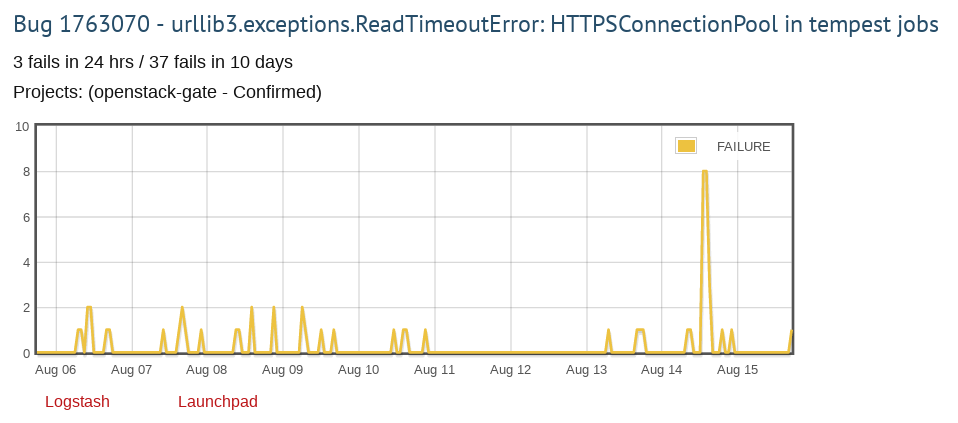 Bug 1763070 - urllib3.exceptions.ReadTimeoutError: HTTPSConnectionPool in tempest jobs
3 fails in 24 hrs / 37 fails in 10 days
Projects: (openstack-gate - Confirmed)
10
8
6
4
2
0
FAILURE
Aug 06 Aug 07 Aug 08 Aug 09 Aug 10 Aug 11 Aug 12 Aug 13 Aug 14 Aug 15
Logstash Launchpad